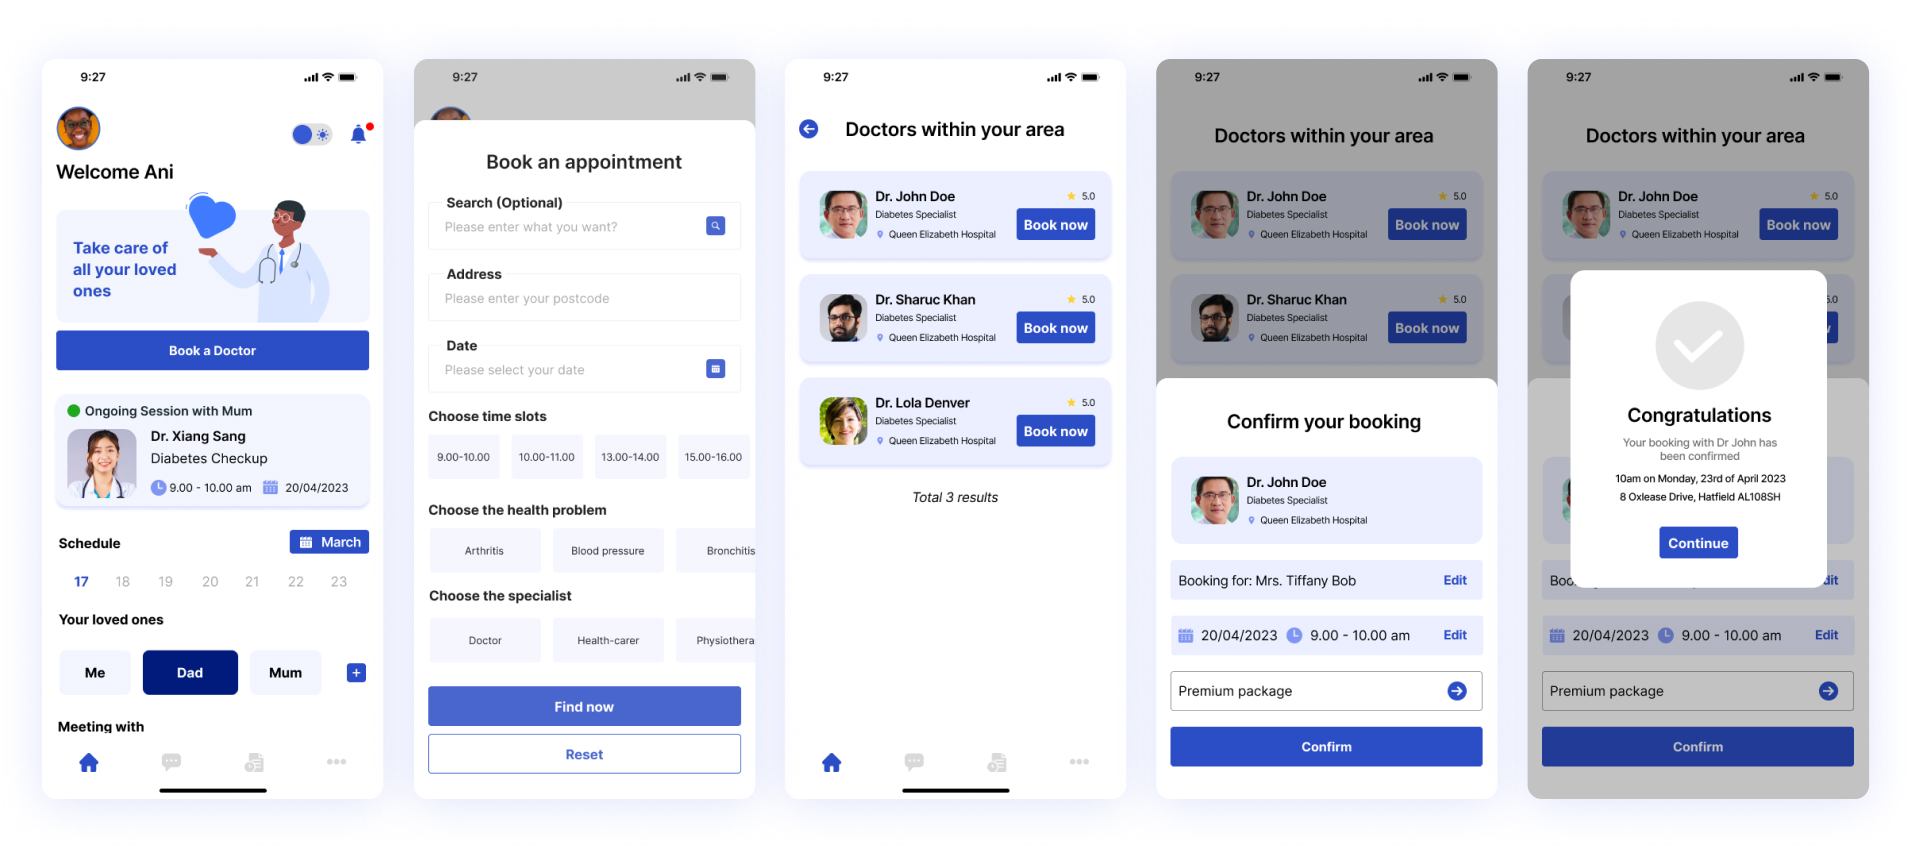 9:27
Welcome Ani
Take care of
all your loved
ones
Book a Doctor
Ongoing Session with Mum
Dr. Xiang Sang
Diabetes Checkup
9.00 - 10.00 am 20/04/2023
Schedule March
17 18 19 20 21 22 23
Your loved ones
Me Dad Mum +
Meeting with
9:27
Book an appointment
Search (Optional)
Please enter what you want?
Address
Please enter your postcode
Date
Please select your date
Choose time slots
9.00-10.00 10.00-11.00 13.00-14.00 15.00-16.00
Choose the health problem
Arthritis Blood pressure Bronchitis
Choose the specialist
Doctor Health-carer Physiothera
Find now
Reset
9:27
Doctors within your area
Dr. John Doe 5.0
Diabetes Specialist
Queen Elizabeth Hospital Book now
Dr. Sharuc Khan 5.0
Diabetes Specialist
Queen Elizabeth Hospital Book now
Dr. Lola Denver 5.0
Diabetes Specialist
Queen Elizabeth Hospital Book now
Total 3 results
9:27
Doctors within your area
Dr. John Doe 5.0
Diabetes Specialist
Queen Elizabeth Hospital Book now
Dr. Sharuc Khan 5.0
Diabetes Specialist
Queen Elizabeth Hospital Book now
Confirm your booking
Dr. John Doe
Diabetes Specialist
Queen Elizabeth Hospital
Booking for: Mrs. Tiffany Bob Edit
20/04/2023 9.00 - 10.00 am Edit
Premium package
Confirm
9:27
Doctors within your area
Dr. John Doe 5.0
Diabetes Specialist
Queen Elizabeth Hospital Book now
Congratulations
Your booking with Dr John has
been confirmed
10am on Monday, 23rd of April 2023
8 Oxlease Drive, Hatfield AL108SH
Continue
20/04/2023 9.00 - 10.00 am Edit
Premium package
Confirm